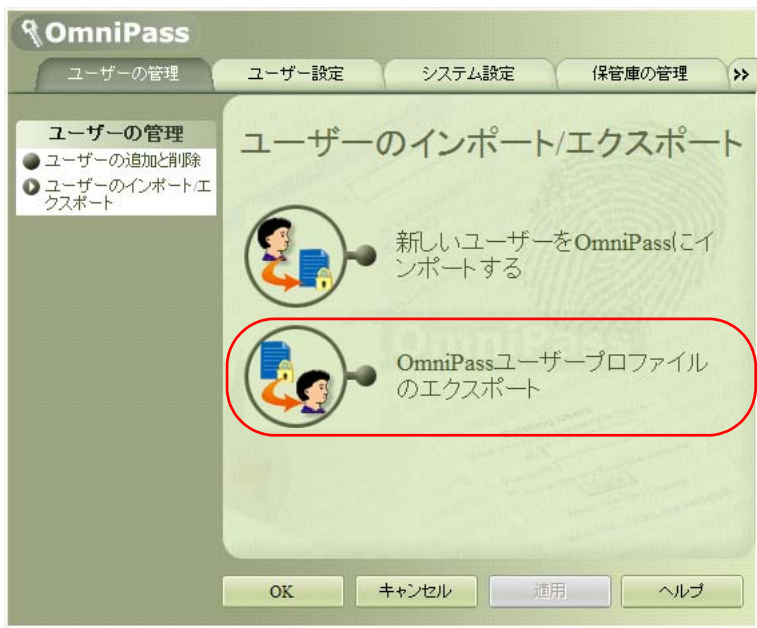 OmniPass
ユーザーの管理
ユーザー設定
システム設定
保管庫の管理
ユーザーの管理
ユーザーの追加と削除
ユーザーのインポート/エ
クスポート
ユーザーのインポート/エクスポート
新しいユーザーをOmniPassにイ
ンポートする
OmniPass
OmniPassユーザープロファイル
のエクスポート
OK
キャンセル
適用
ヘルプ